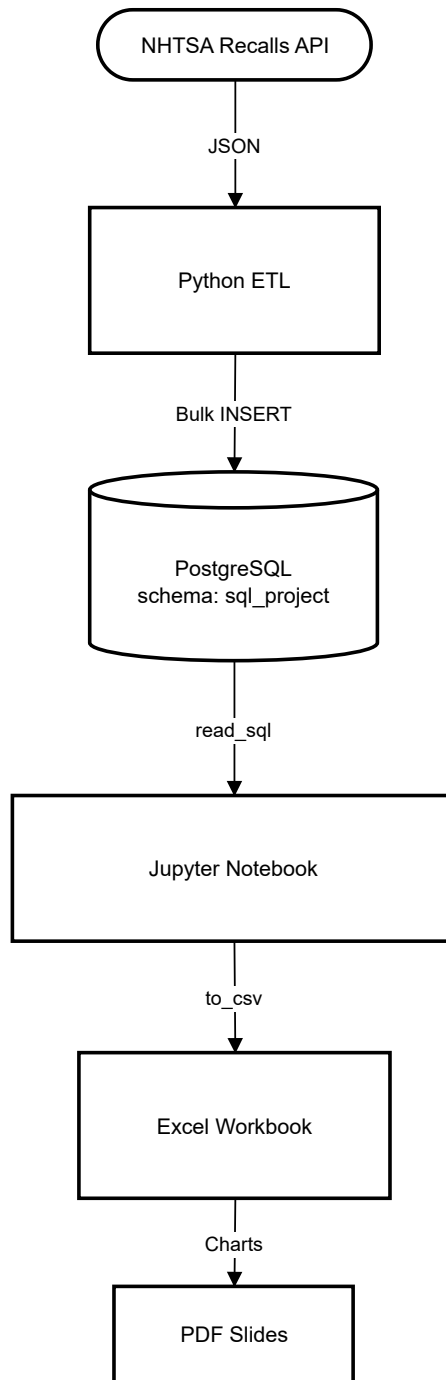 NHTSA Recalls API
JSON
Python ETL
Bulk INSERT
PostgreSQL
schema: sql_project
read_sql
Jupyter Notebook
to_csv
Excel Workbook
Charts
PDF Slides